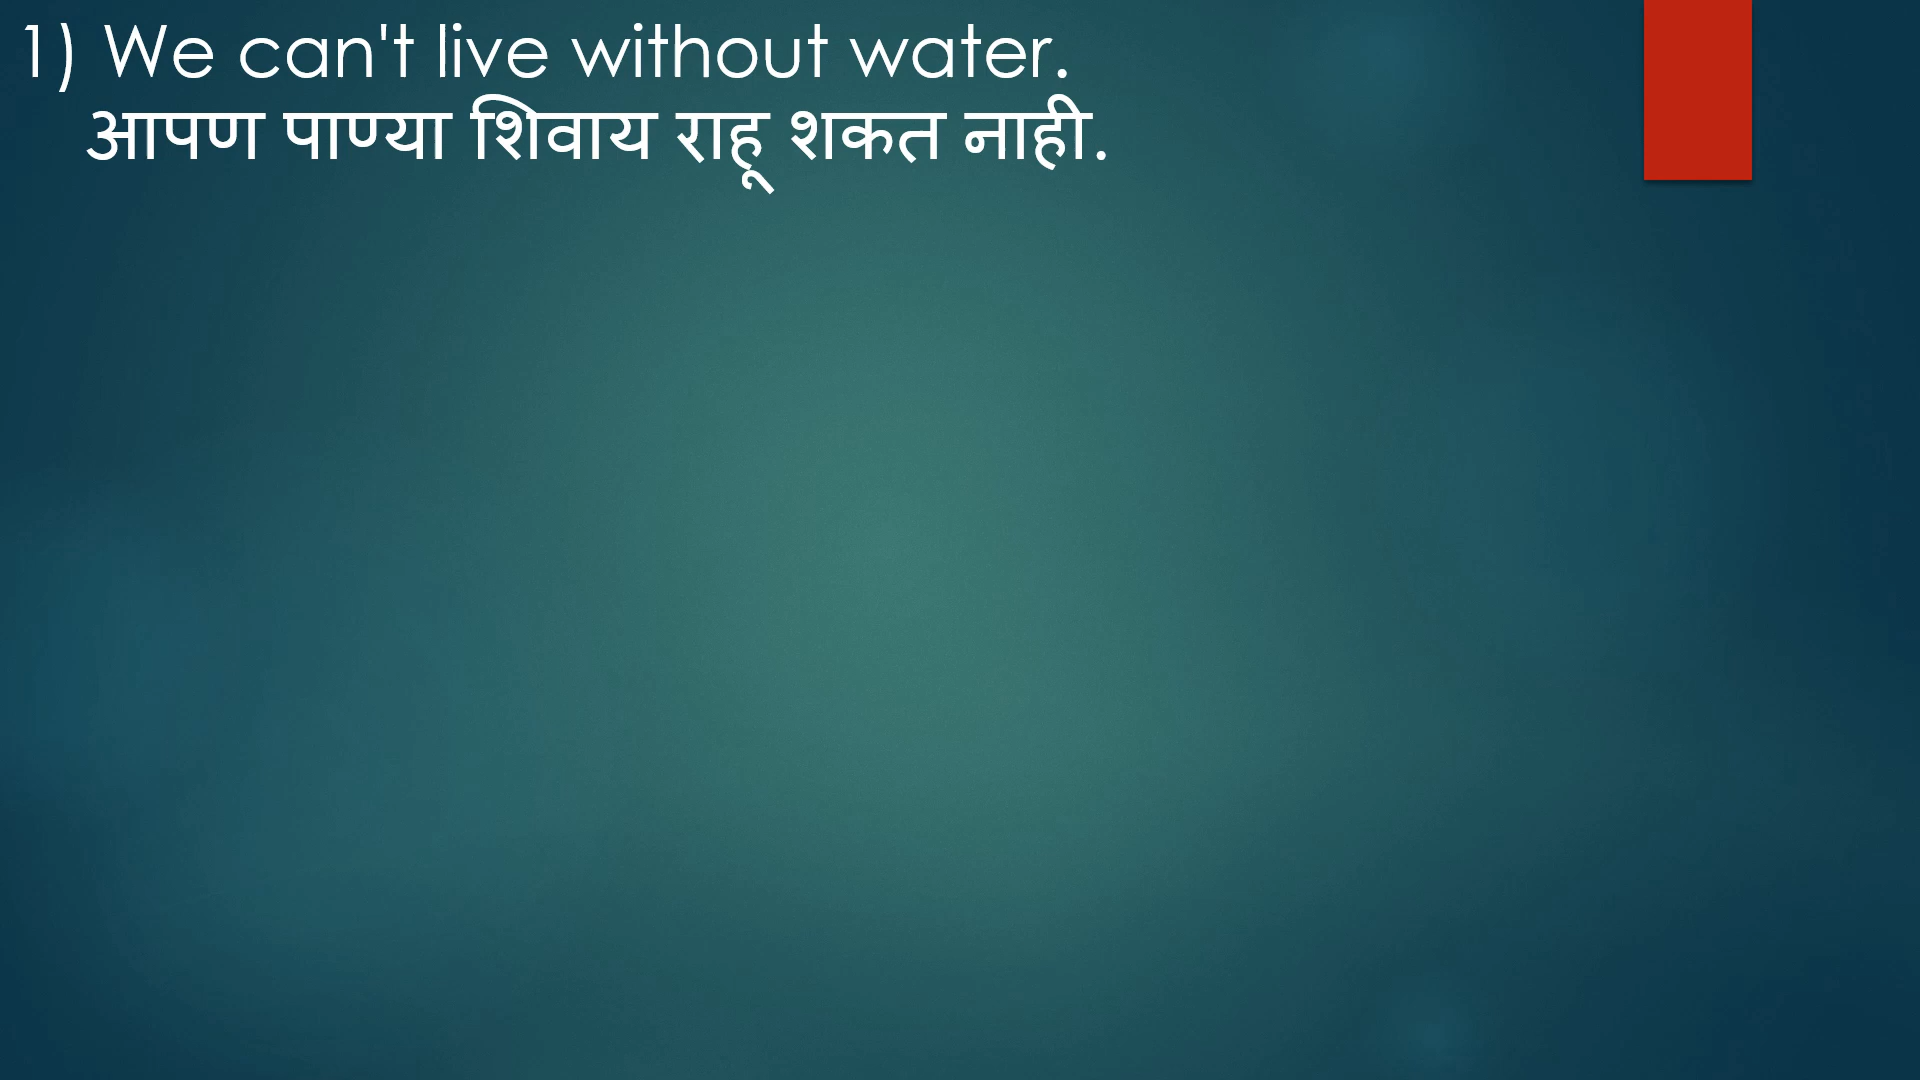 1) We can't live without water.
आपण पाण्या शिवाय राहू शकत नाही.